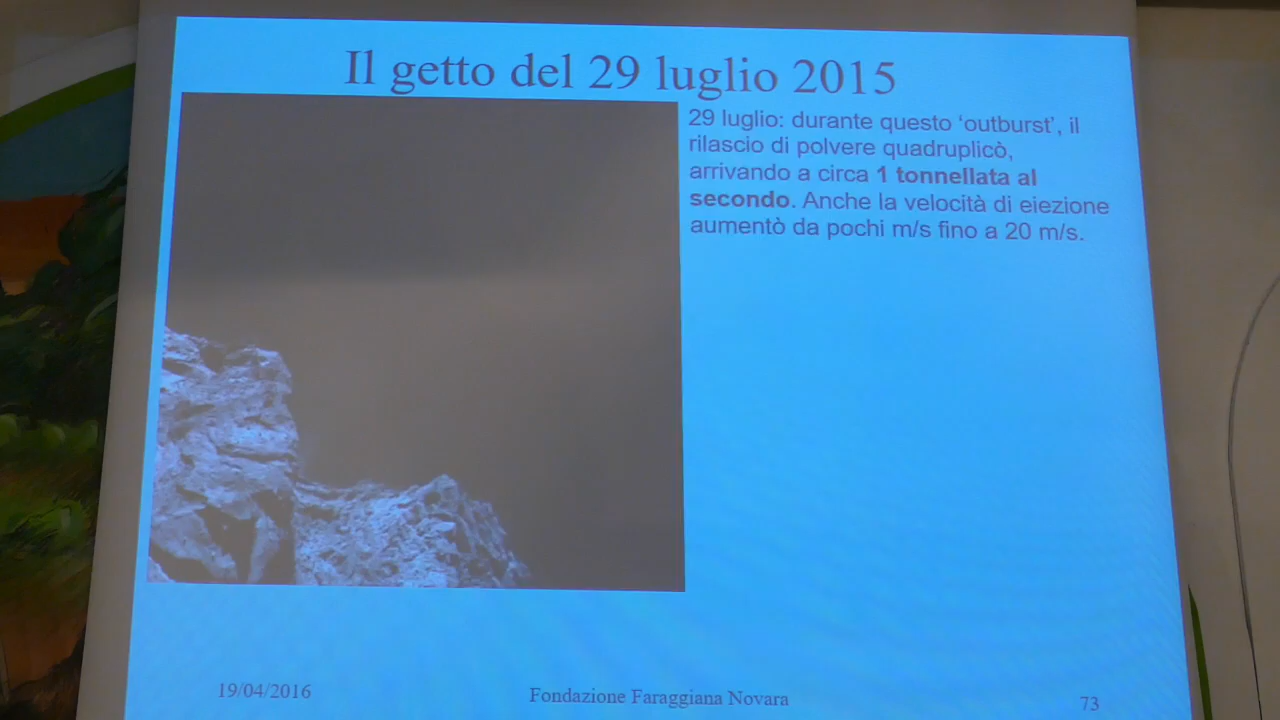 Il getto del 29 luglio 2015
29 luglio: durante questo ‘outburst’, il
rilascio di polvere quadruplicò,
arrivando a circa 1 tonnellata al
secondo. Anche la velocità di eiezione
aumentò da pochi m/s fino a 20 m/s.
19/04/2016
Fondazione Faraggiana Novara
73